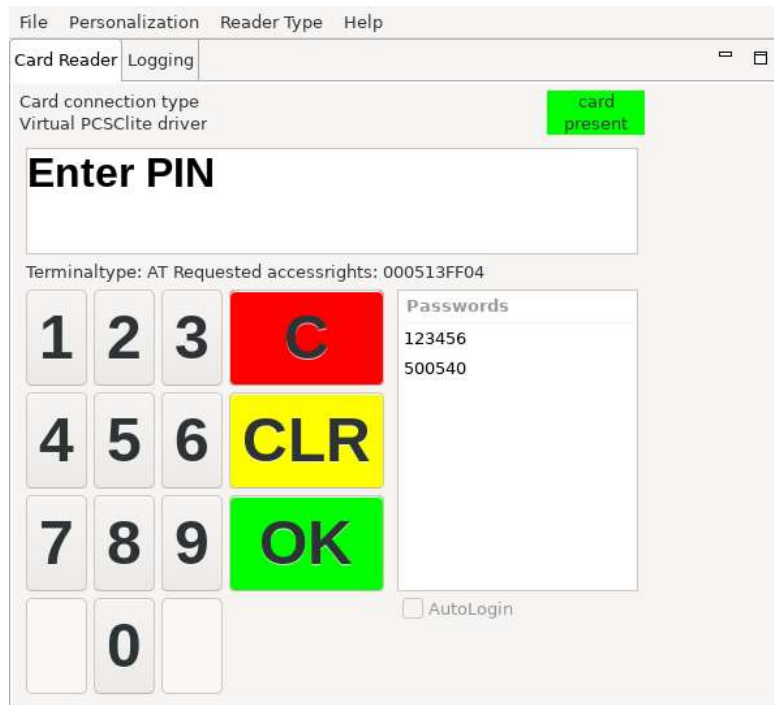 File Personalization Reader Type Help
Card Reader Logging
Card connection type
Virtual PCSClite driver
card
present
Enter PIN
Terminaltype: AT Requested accessrights: 000513FF04
1 2 3 C
4 5 6 CLR
7 8 9 OK
0
Passwords
123456
500540
AutoLogin